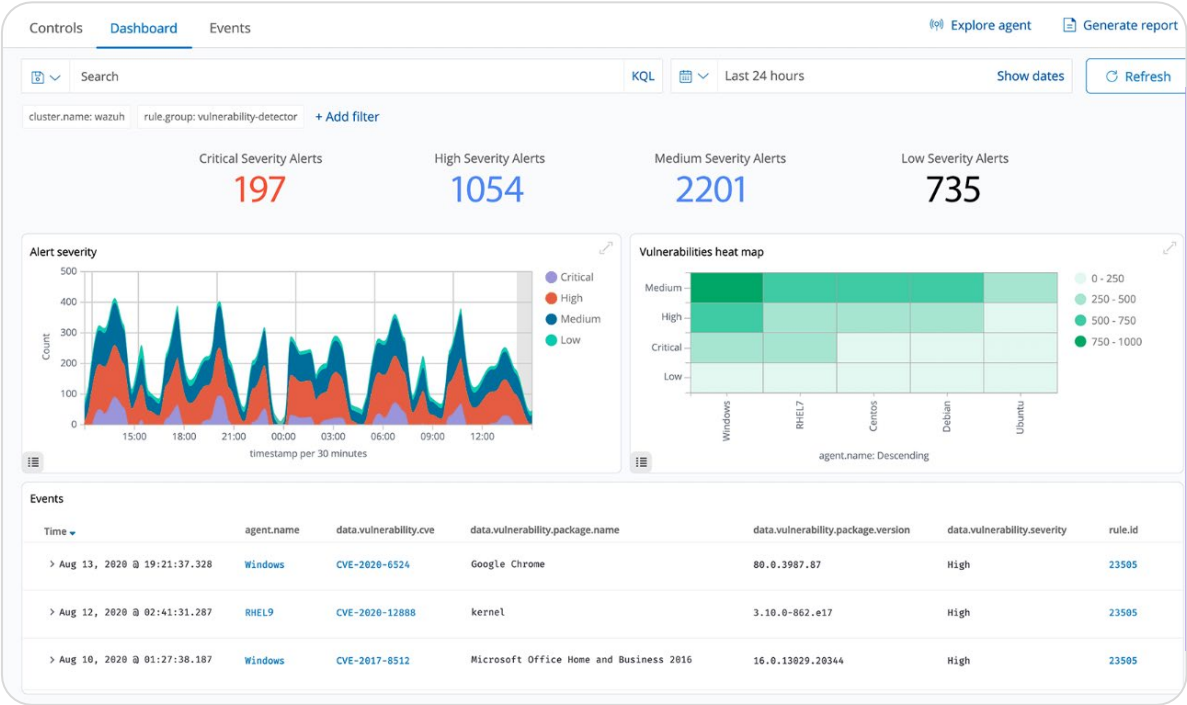 Controls Dashboard Events Explore agent Generate report
Search KQL Last 24 hours Show dates Refresh
cluster.name: wazuh rule.group: vulnerability-detector + Add filter
Critical Severity Alerts High Severity Alerts Medium Severity Alerts Low Severity Alerts
197 1054 2201 735
Alert severity
500
400
300
200
100
0
Count
15:00 18:00 21:00 00:00 03:00 06:00 09:00 12:00
timestamp per 30 minutes
Critical
High
Medium
Low
Vulnerabilities heat map
Medium
High
Critical
Low
Windows RHEL7 Centos Debian Ubuntu
agent.name: Descending
0 - 250
250 - 500
500 - 750
750 - 1000
Events
Time agent.name data.vulnerability.cve data.vulnerability.package.name data.vulnerability.package.version data.vulnerability.severity rule.id
> Aug 13, 2020 @ 19:21:37.328 Windows CVE-2020-6524 Google Chrome 80.0.3987.87 High 23505
> Aug 12, 2020 @ 02:41:31.287 RHEL9 CVE-2020-12888 kernel 3.10.0-862.e17 High 23505
> Aug 10, 2020 @ 01:27:38.187 Windows CVE-2017-8512 Microsoft Office Home and Business 2016 16.0.13029.20344 High 23505